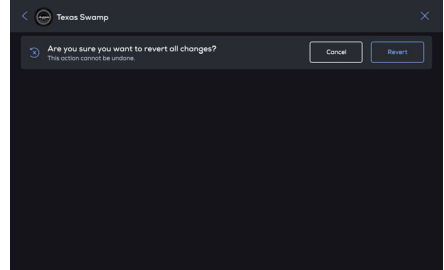 Texas Swamp
Are you sure you want to revert all changes?
This action cannot be undone.
Cancel
Revert